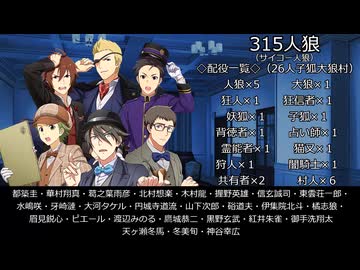 315人狼
(サイコー人狼)
◇配役一覧◇(26人子狐大狼村)
人狼×5 大狼×1
狂人×1 狂信者×1
妖狐×1 子狐×1
背徳者×1 占い師×1
霊能者×1 猫又×1
狩人×1 闇騎士×1
共有者×2 村人×6
都築圭・華村翔真・葛之葉雨彦・北村想楽・木村龍・握野英雄・信玄誠司・東雲荘一郎・
水嶋咲・牙崎漣・大河タケル・円城寺道流・山下次郎・硲道夫・伊集院北斗・橘志狼・
眉見鋭心・ピエール・渡辺みのる・鷹城恭二・黒野玄武・紅井朱雀・御手洗翔太
天ヶ瀬冬馬・冬美旬・神谷幸広